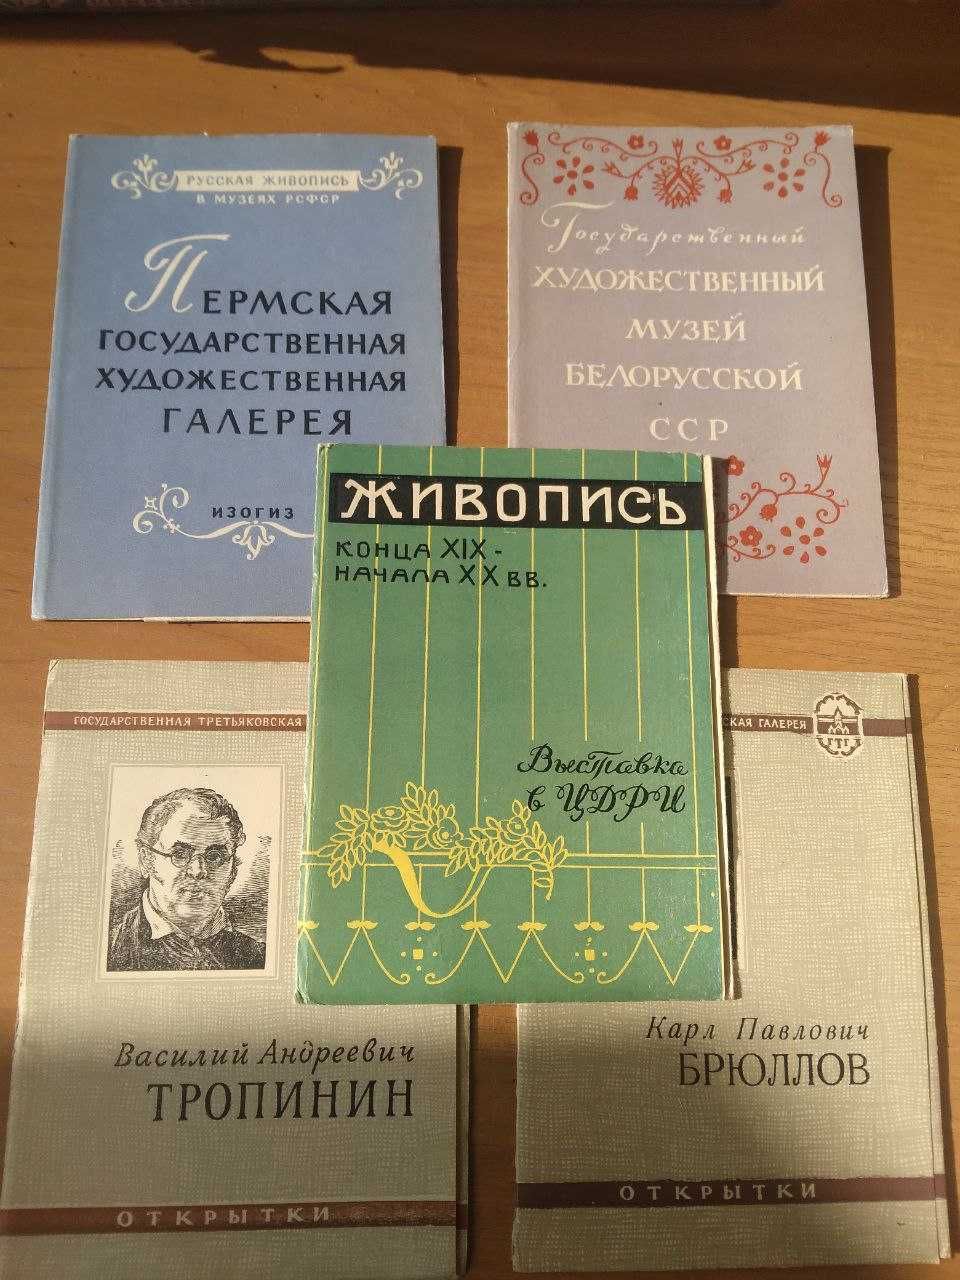 РУССКАЯ ЖИВОПИСЬ
В МУЗЕЯХ РСФСР
ПЕРМСКАЯ
ГОСУДАРСТВЕННАЯ
ХУДОЖЕСТВЕННАЯ
ГАЛЕРЕЯ
ИЗОГИЗ
Государственный
ХУДОЖЕСТВЕННЫЙ
МУЗЕЙ
БЕЛОРУССКОЙ
ССР
ЖИВОПИСЬ
КОНЦА XIX -
НАЧАЛА XX ВВ.
Выставка
в ЦДРИ
ГОСУДАРСТВЕННАЯ ТРЕТЬЯКОВСКАЯ
Василий Андреевич
ТРОПИНИН
ОТКРЫТКИ
СКАЯ ГАЛЕРЕЯ
ГТГ
Карл Павлович
БРЮЛЛОВ
ОТКРЫТКИ